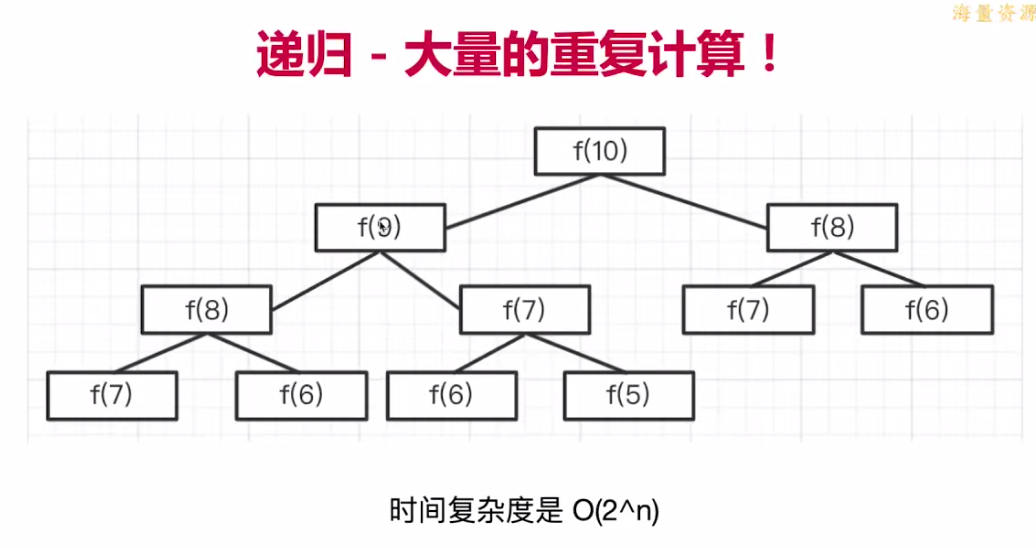 海量资源
递归 - 大量的重复计算！
f(10)
f(9)
f(8)
f(8)
f(7)
f(7)
f(6)
f(7)
f(6)
f(6)
f(5)
时间复杂度是 O(2^n)